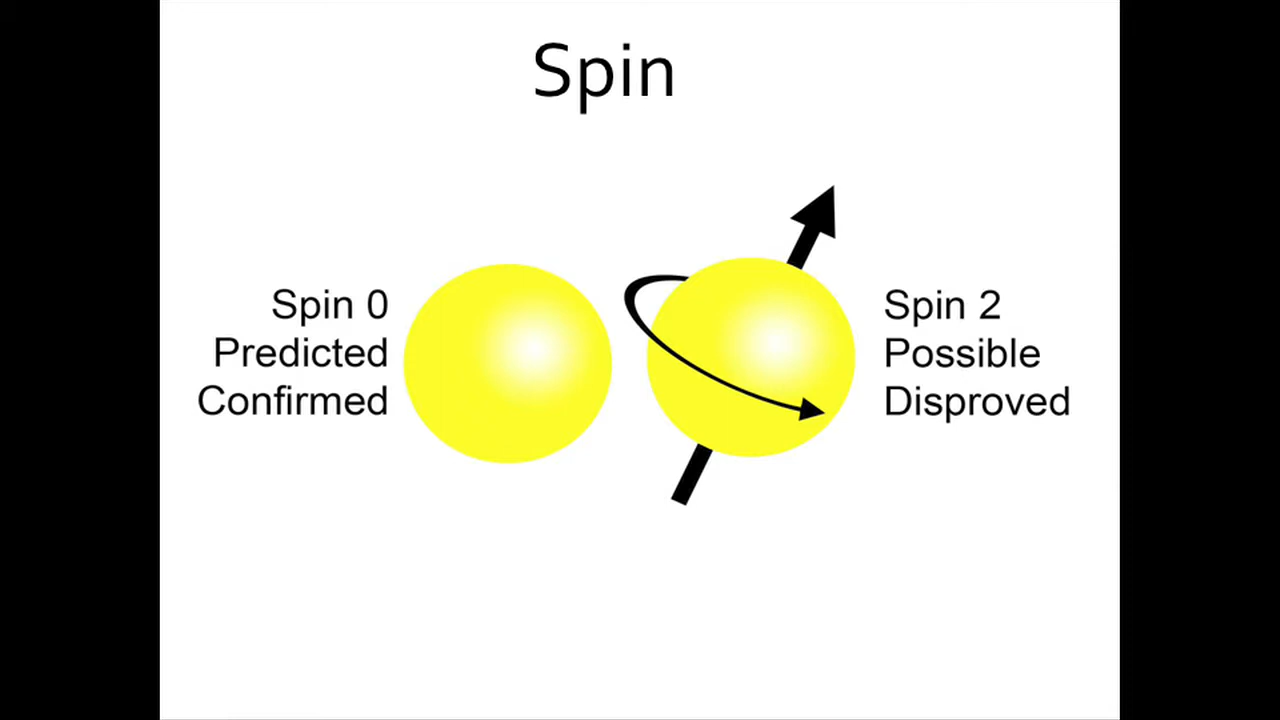 Spin
Spin 0
Predicted
Confirmed
Spin 2
Possible
Disproved